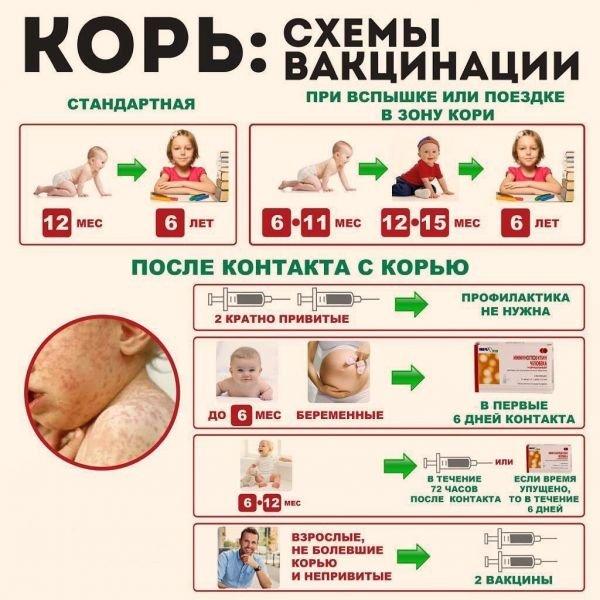 КОРЬ: СХЕМЫ
ВАКЦИНАЦИИ
СТАНДАРТНАЯ
12 МЕС
6 ЛЕТ
ПРИ ВСПЫШКЕ ИЛИ ПОЕЗДКЕ
В ЗОНУ КОРИ
6•11 МЕС
12•15 МЕС
6 ЛЕТ
ПОСЛЕ КОНТАКТА С КОРЬЮ
2 КРАТНО ПРИВИТЫЕ
ПРОФИЛАКТИКА
НЕ НУЖНА
ДО 6 МЕС
БЕРЕМЕННЫЕ
ИММУНОГЛОБУЛИН
ЧЕЛОВЕКА
В ПЕРВЫЕ
6 ДНЕЙ КОНТАКТА
6•12 МЕС
ИЛИ
В ТЕЧЕНИЕ
72 ЧАСОВ
ПОСЛЕ КОНТАКТА
ЕСЛИ ВРЕМЯ
УПУЩЕНО,
ТО В ТЕЧЕНИЕ
6 ДНЕЙ
ВЗРОСЛЫЕ,
НЕ БОЛЕВШИЕ
КОРЬЮ
И НЕПРИВИТЫЕ
2 ВАКЦИНЫ